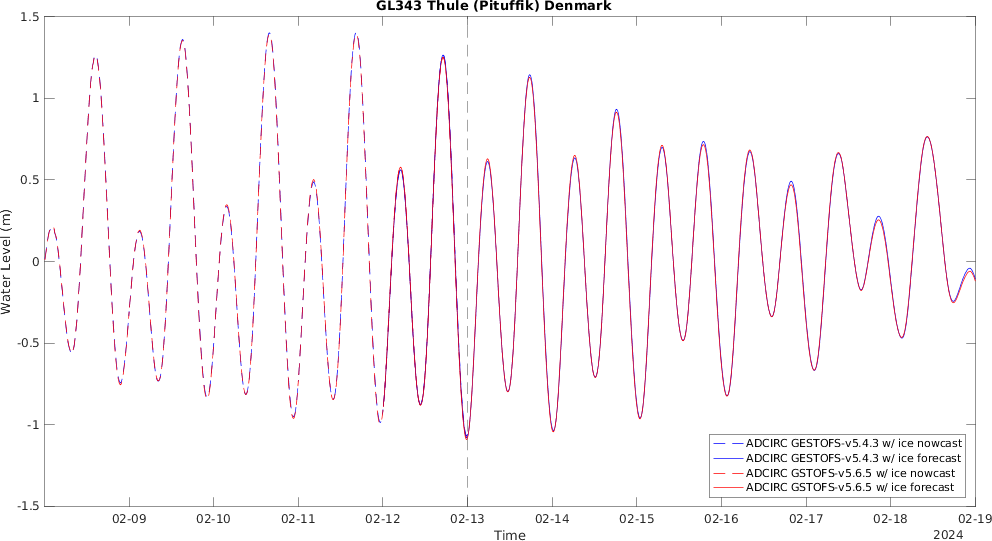 GL343 Thule (Pituffik) Denmark
1.5
1
0.5
0
-0.5
-1
-1.5
Water Level (m)
ADCIRC GESTOFS-v5.4.3 w/ ice nowcast
ADCIRC GESTOFS-v5.4.3 w/ ice forecast
ADCIRC GSTOFS-v5.6.5 w/ ice nowcast
ADCIRC GSTOFS-v5.6.5 w/ ice forecast
02-09 02-10 02-11 02-12 02-13 02-14 02-15 02-16 02-17 02-18 02-19
Time
2024